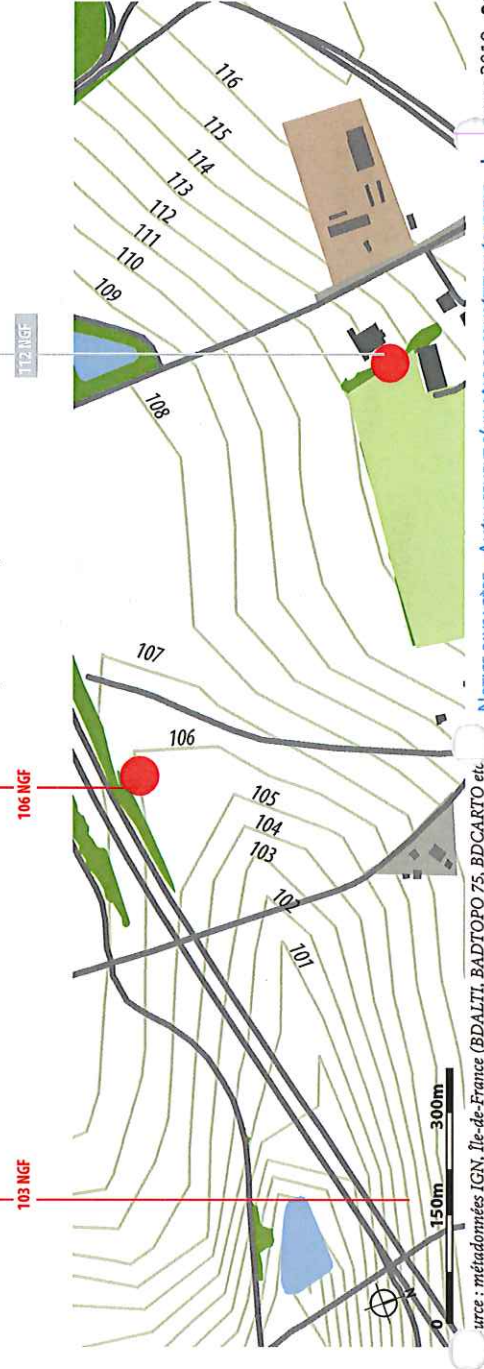 103 NGF
106 NGF
112 NGF
107
106
105
104
103
102
101
108
109
110
111
112
113
114
115
116
N
0 150m 300m
urce : métadonnées IGN, Île-de-France (BDALTI, BADTOPO 75, BDCARTO etc